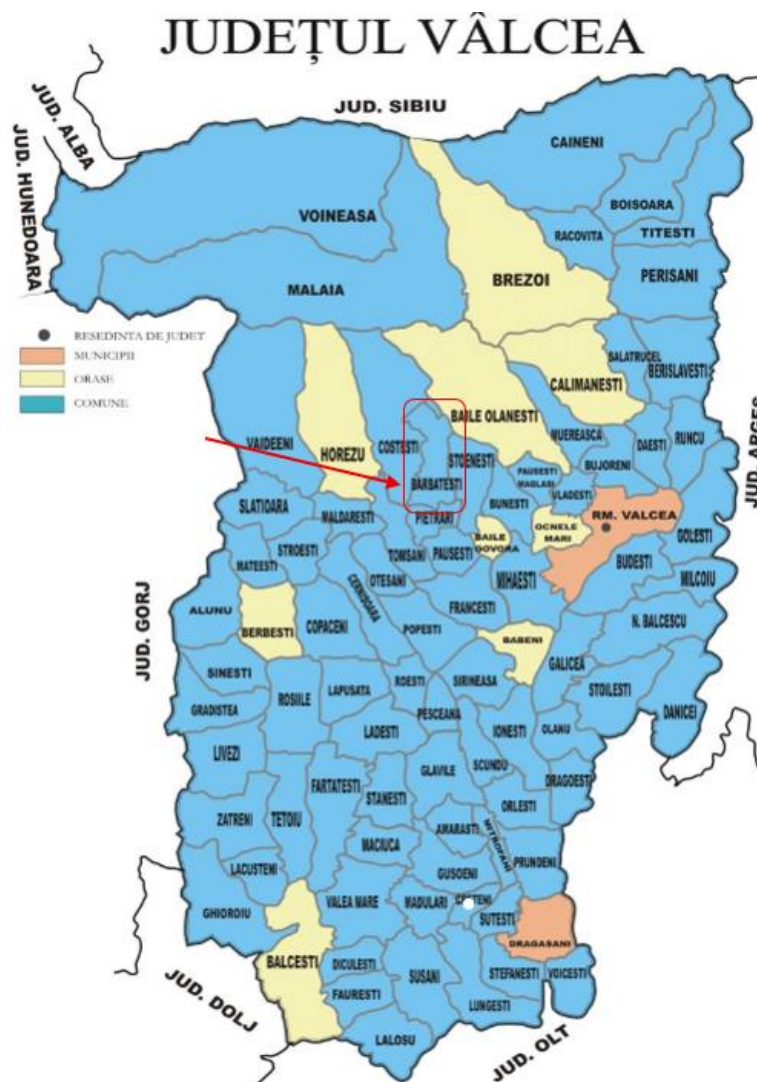 JUDEȚUL VÂLCEA
JUD. SIBIU
JUD. ALBA
JUD. HUNEDOARA
CAINENI
VOINEASA
BOISOARA
RACOVITA
TITESTI
BREZOI
PERISANI
MALAIA
RESEDINTA DE JUDET
MUNICIPII
ORASE
COMUNE
SALATRUCEL
BERISLAVESTI
CALIMANESTI
BAILE OLANESTI
MUEREASCA
DAESTI
RUNCU
JUD. ARGES
VAIDEENI
HOREZU
COSTESTI
STOENESTI
BARBATESTI
PAUSESTI
MAGLASI
BUJORENI
VLADESTI
SLATIOARA
MALDARESTI
PIETRARI
BUNESTI
OCNELE
MARI
RM. VALCEA
GOLESTI
STROESTI
TOMSANI
PAUSESTI
BAILE
GOVORA
MATEESTI
OTESANI
MIHAESTI
BUDESTI
MILCOIU
CERNISOARA
FRANCESTI
ALUNU
BERBESTI
COPACENI
POPESTI
BABENI
N. BALCESCU
JUD. GORJ
SINESTI
ROSIILE
LAPUSATA
ROESTI
SIRINEASA
GALICEA
STOILESTI
GRADISTEA
PESCEANA
DANICEI
LADESTI
IONESTI
OLANU
LIVEZI
GLAVILE
SCUNDU
DRAGOESTI
FARTATESTI
STANESTI
ORLESTI
ZATRENI
TETOIU
AMARASTI
MITROFANI
MACIUCA
PRUNDENI
LACUSTENI
GUSOENI
GHIOROIU
VALEA MARE
MADULARI
SUTESTI
DRAGASANI
BALCESTI
DICULESTI
SUSANI
STEFANESTI
VOICESTI
FAURESTI
LUNGESTI
JUD. DOLJ
LALOSU
JUD. OLT